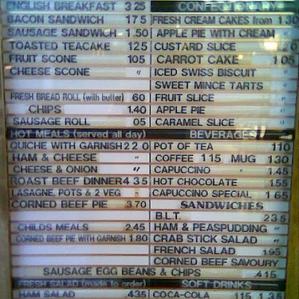 ENGLISH BREAKFAST 3 25 CONFECTIONERY
BACON SANDWICH 1 75 FRESH CREAM CAKES from 1.30
SAUSAGE SANDWICH 1.50 APPLE PIE WITH CREAM "
TOASTED TEACAKE 1 25 CUSTARD SLICE 1 20
FRUIT SCONE 1 05 CARROT CAKE 1 05
CHEESE SCONE " ICED SWISS BISCUIT "
SWEET MINCE TARTS
FRESH BREAD ROLL (with butter) 60 FRUIT SLICE "
CHIPS 1.40 APPLE PIE "
SAUSAGE ROLL 05 CARAMEL SLICE "
HOT MEALS (served all day) BEVERAGES
QUICHE WITH GARNISH 2 2 0 POT OF TEA 1 10
HAM & CHEESE " COFFEE 1 15 MUG 1 30
CHEESE & ONION " CAPUCCINO 1 45
ROAST BEEF DINNER 4 3 5 HOT CHOCOLATE 1 55
LASAGNE, POTS & 2 VEG " CAPUCCINO SPECIAL 1 65
CORNED BEEF PIE 3.70 SANDWICHES
B.L.T. 2 3 5
CHILDS MEALS 2.45 HAM & PEASPUDDING "
CORNED BEEF PIE WITH GARNISH 1.80 CRAB STICK SALAD "
FRENCH SALAD 1 95
CORNED BEEF SAVOURY
SAUSAGE EGG BEANS & CHIPS 4 15
FRESH SALAD (made to order) SOFT DRINKS
HAM SALAD 4 35 COCA-COLA 1 15